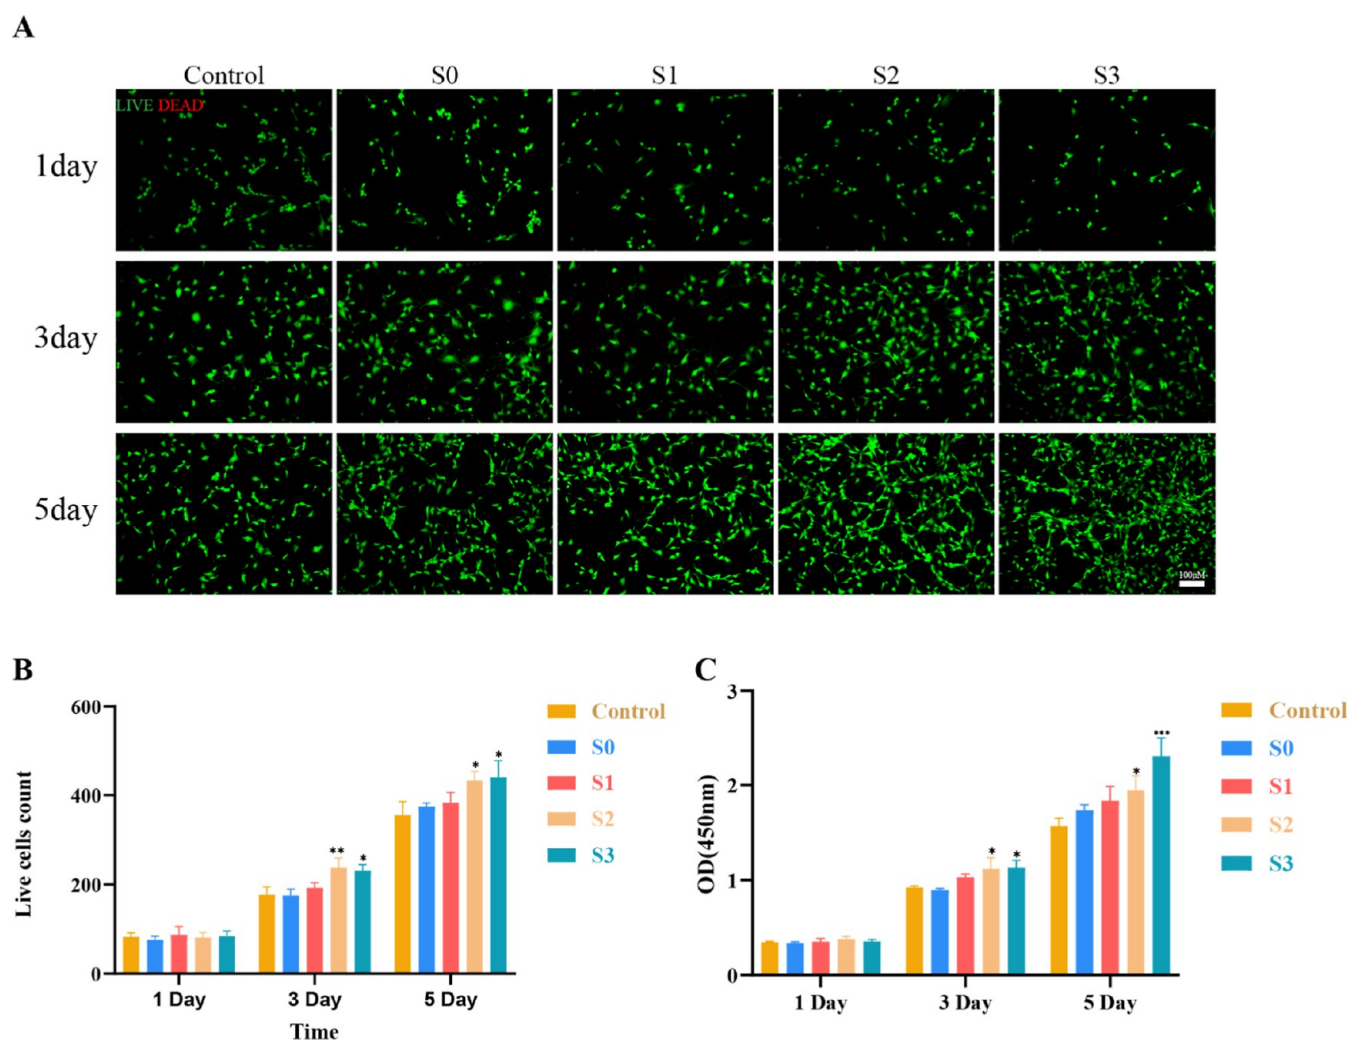 A
Control S0 S1 S2 S3
LIVE DEAD
1day
3day
5day
100μM
B
600
400
200
0
Live cells count
** * * *
1 Day 3 Day 5 Day
Time
Control
S0
S1
S2
S3
C
3
2
1
0
OD(450nm)
* * * ***
1 Day 3 Day 5 Day
Control
S0
S1
S2
S3